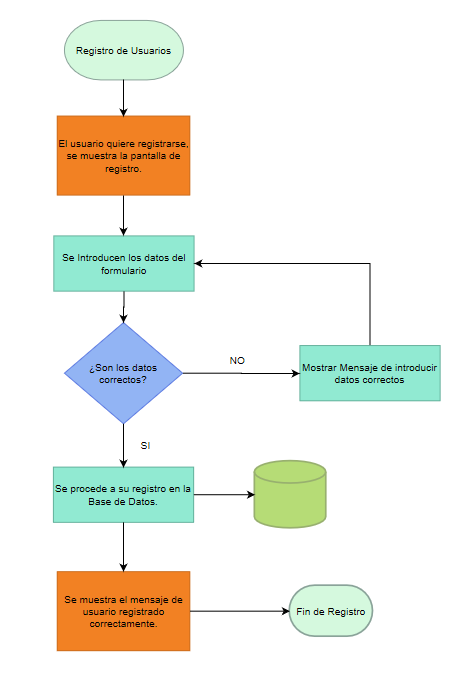 Registro de Usuarios
El usuario quiere registrarse,
se muestra la pantalla de
registro.
Se Introducen los datos del
formulario
¿Son los datos
correctos?
NO
Mostrar Mensaje de introducir
datos correctos
SI
Se procede a su registro en la
Base de Datos.
Se muestra el mensaje de
usuario registrado
correctamente.
Fin de Registro